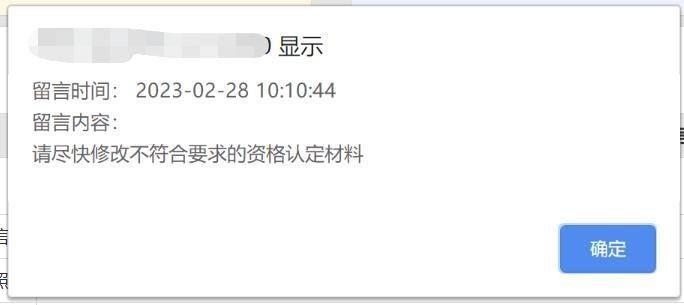 0 显示
留言时间： 2023-02-28 10:10:44
留言内容：
请尽快修改不符合要求的资格认定材料
确定